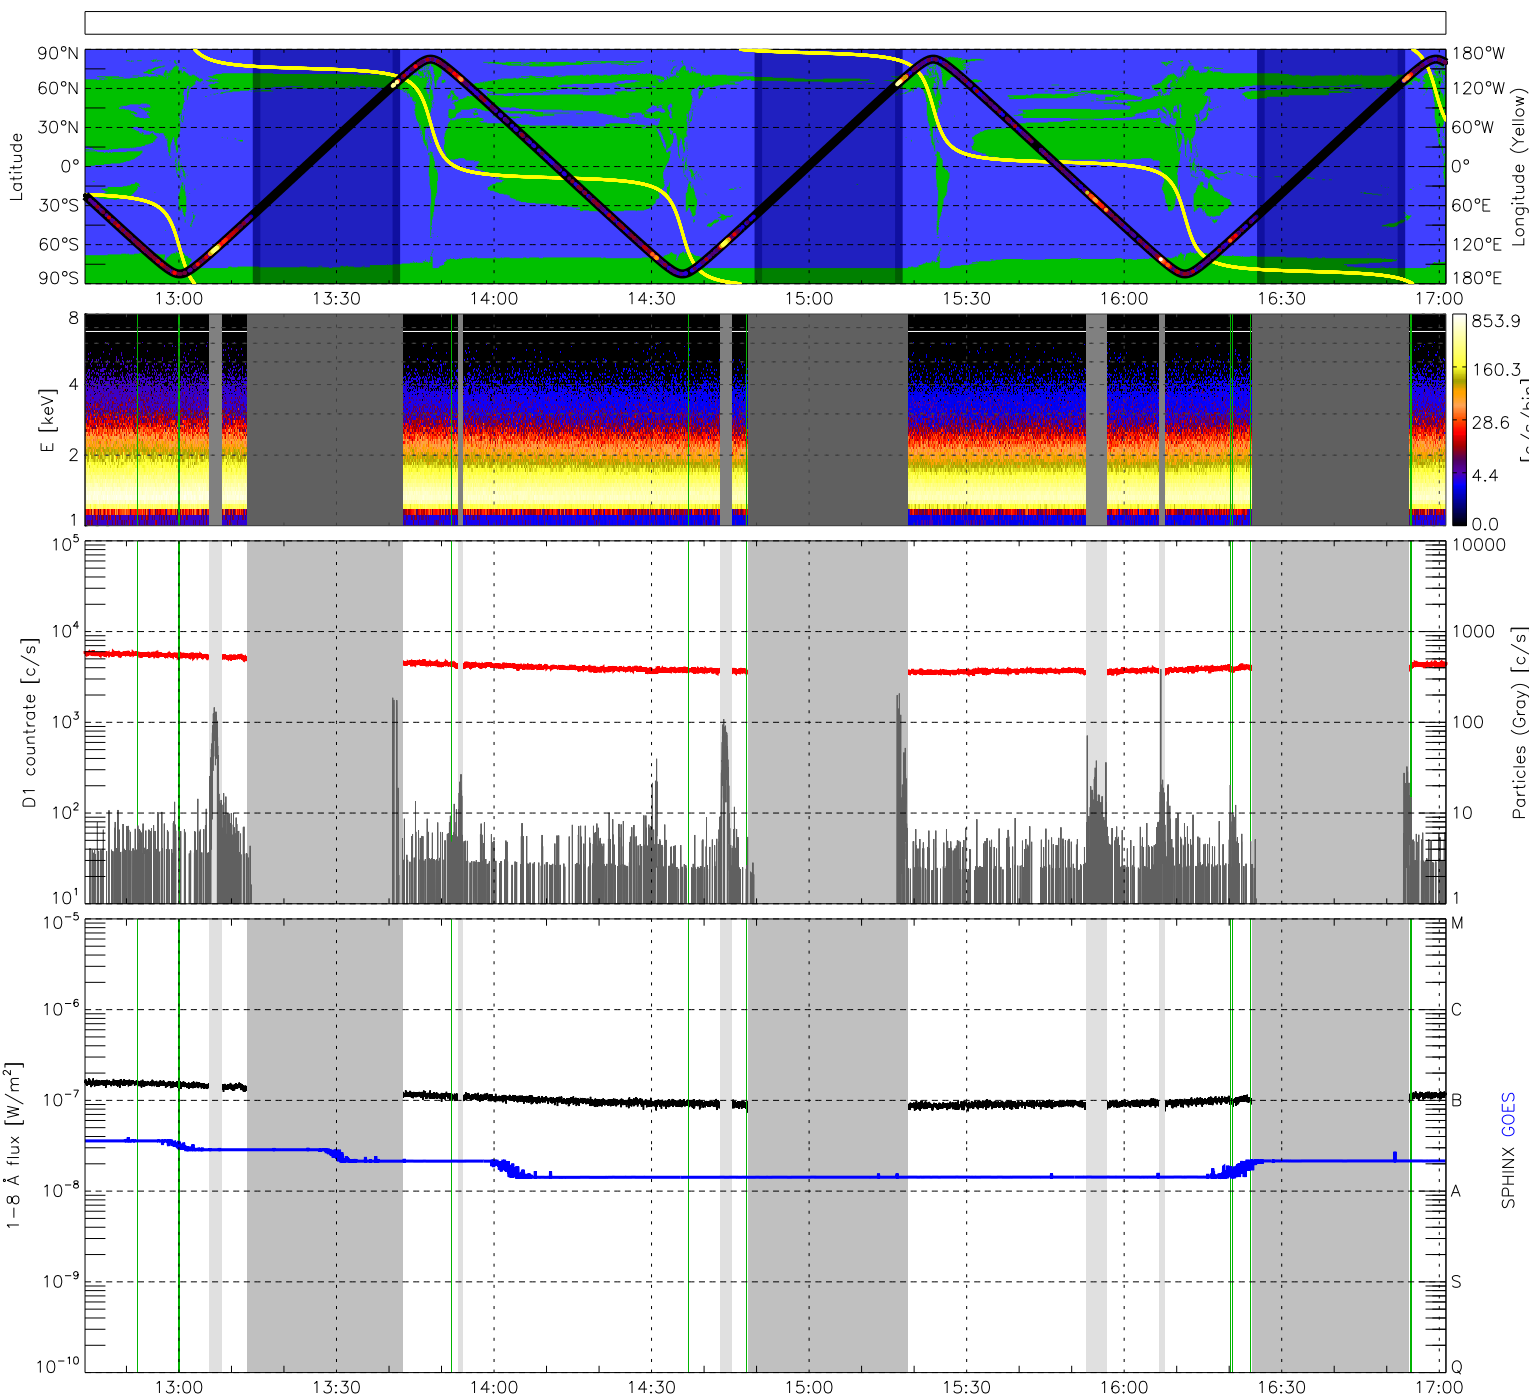 90°N
60°N
30°N
0°
30°S
60°S
90°S
Latitude
180°W
120°W
60°W
0°
60°E
120°E
180°E
Longitude (Yellow)
13:00 13:30 14:00 14:30 15:00 15:30 16:00 16:30 17:00
8
4
2
1
E [keV]
853.9
160.3
28.6
4.4
0.0
10⁵
10⁴
10³
10²
10¹
D1 countrate [c/s]
10000
1000
100
10
1
Particles (Gray) [c/s]
10⁻⁵
10⁻⁶
10⁻⁷
10⁻⁸
10⁻⁹
10⁻¹⁰
1-8 Å flux [W/m²]
M
C
B
A
S
Q
SPHINX GOES
13:00 13:30 14:00 14:30 15:00 15:30 16:00 16:30 17:00